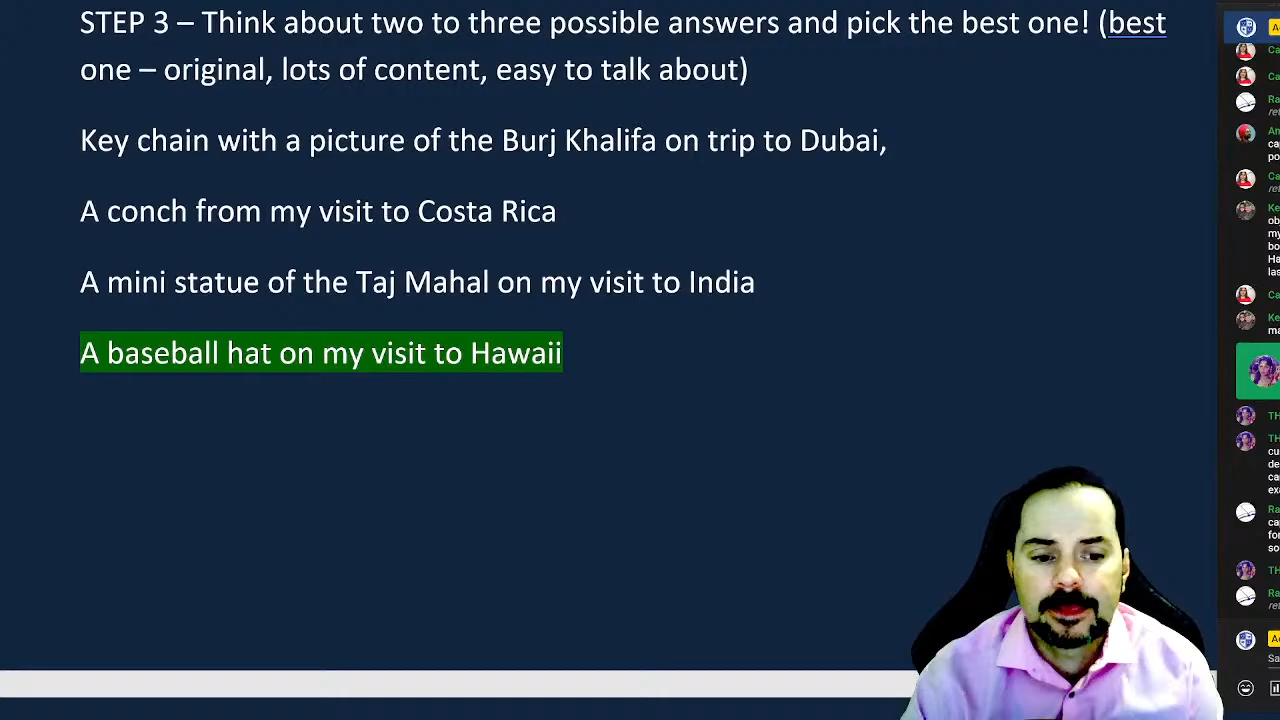 STEP 3 – Think about two to three possible answers and pick the best one! (best
one – original, lots of content, easy to talk about)
Key chain with a picture of the Burj Khalifa on trip to Dubai,
A conch from my visit to Costa Rica
A mini statue of the Taj Mahal on my visit to India
A baseball hat on my visit to Hawaii